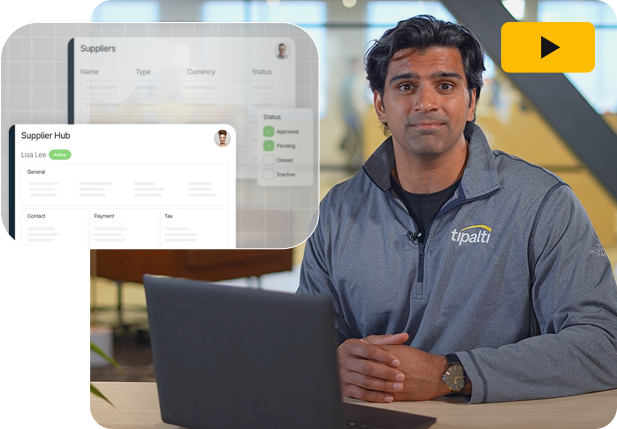 Suppliers
Name Type Currency Status
Status
Approved
Pending
Closed
Inactive
Supplier Hub
Lisa Lee Active
General
Contact Payment Tax
tipalti